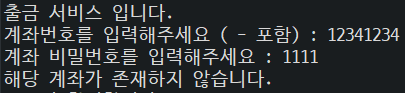 출금 서비스 입니다.
계좌번호를 입력해주세요 ( - 포함) : 12341234
계좌 비밀번호를 입력해주세요 : 1111
해당 계좌가 존재하지 않습니다.